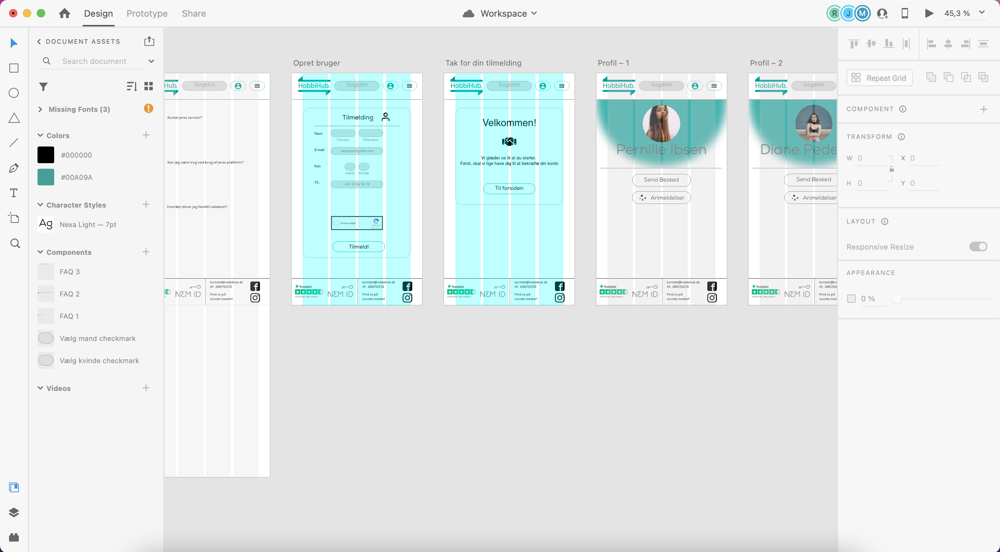 Design
Prototype
Share
Workspace
R
J
M
45,3 %
DOCUMENT ASSETS
Search document
Missing Fonts (3)
Colors
#000000
#00A09A
Character Styles
Ag
Nexa Light — 7pt
Components
FAQ 3
FAQ 2
FAQ 1
Vælg mand checkmark
Vælg kvinde checkmark
Videos
Hub.
Søgefelt
Koster jeres service?
Kan jeg være tryg ved brug af jeres platform?
Hvordan bliver jeg NemID valideret?
NEM ID
kontakt@hobbihub.dk
tlf. 28572372
Find os på
sociale medier!
Opret bruger
HobbiHub.
Søgefelt
Tilmelding
Navn
Fornavn
Efternavn
E-mail
example@gmail.com
Køn
mand
kvinde
Tlf.:
+45 12 34 56 78
I'm not a robot
Tilmeld!
Trustpilot
NEM ID
kontakt@hobbihub.dk
tlf. 28572372
Find os på
sociale medier!
Tak for din tilmelding
HobbiHub.
Søgefelt
Velkommen!
Vi glæder os til at du starter.
Først, skal vi lige have dig til at bekræfte din konto
Til forsiden
Trustpilot
NEM ID
kontakt@hobbihub.dk
tlf. 28572372
Find os på
sociale medier!
Profil – 1
HobbiHub.
Søgefelt
Pernille Ibsen
Send Besked
Anmeldelser
Trustpilot
NEM ID
kontakt@hobbihub.dk
tlf. 28572372
Find os på
sociale medier!
Profil – 2
HobbiHub.
Søgefelt
Diane Pede
Send Besked
Anmeldelser
Trustpilot
NEM ID
kontakt@ho
tlf. 285723
Find os på
sociale med
Repeat Grid
COMPONENT
TRANSFORM
W 0
X 0
H 0
Y 0
LAYOUT
Responsive Resize
APPEARANCE
0 %